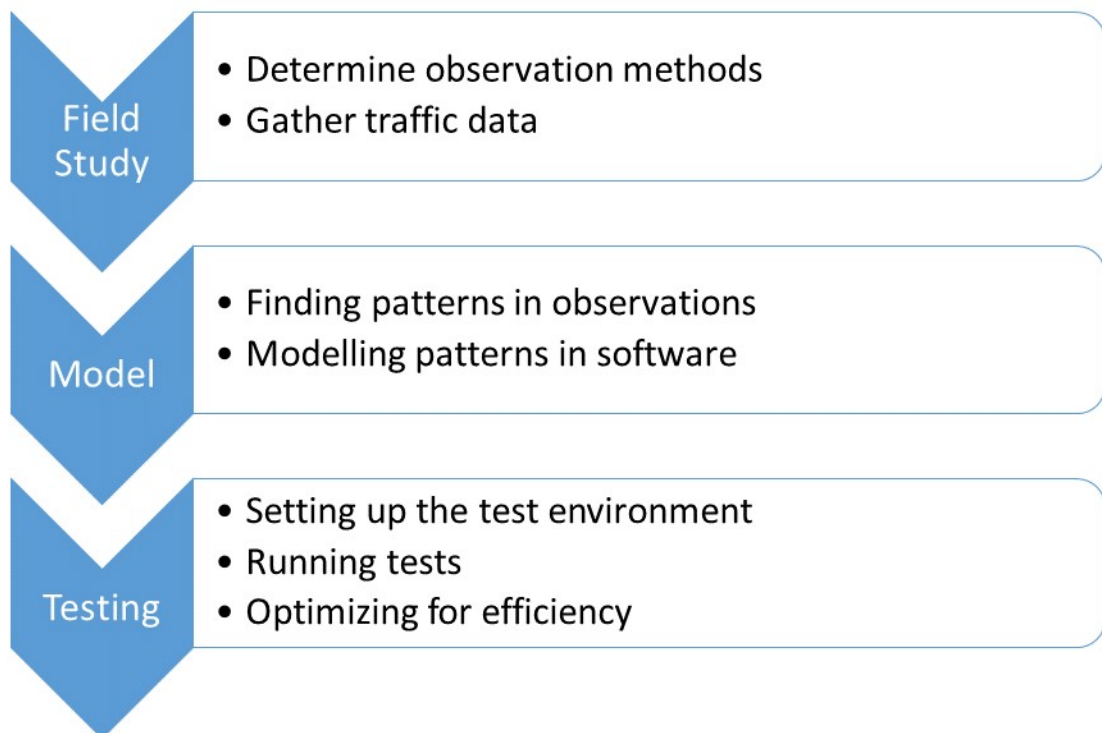 Field
Study
• Determine observation methods
• Gather traffic data
Model
• Finding patterns in observations
• Modelling patterns in software
Testing
• Setting up the test environment
• Running tests
• Optimizing for efficiency